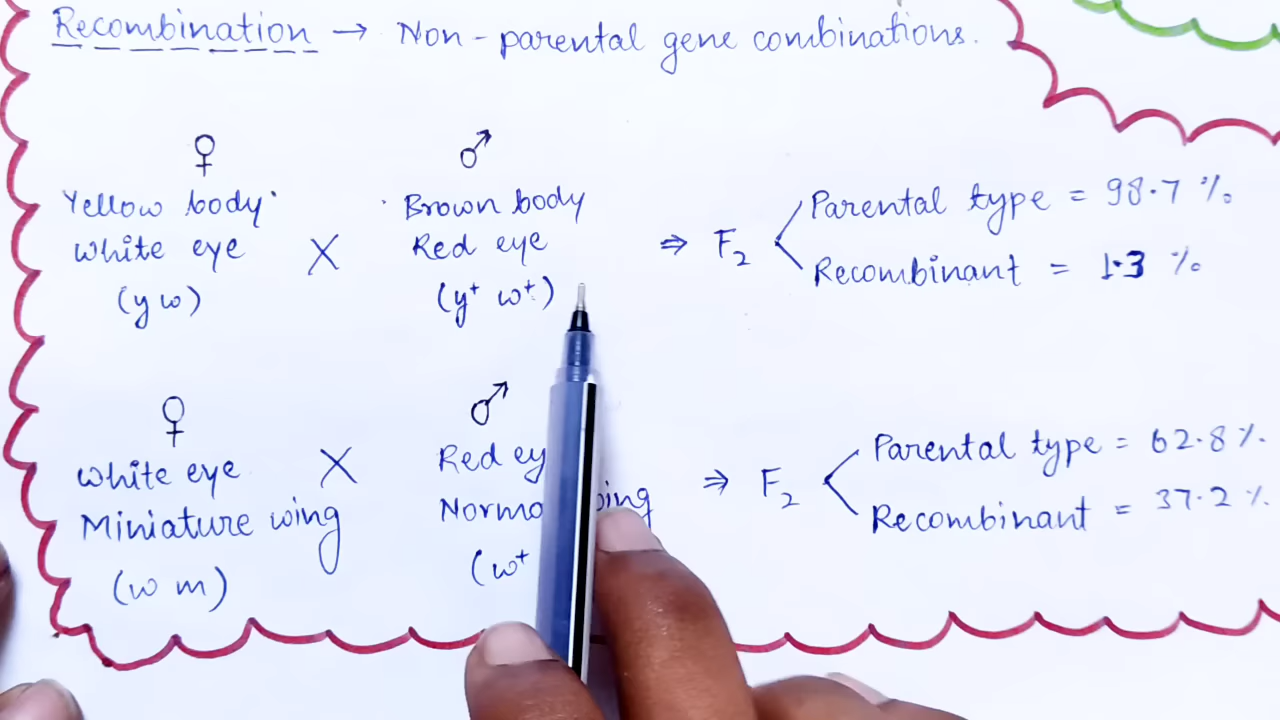 Recombination → Non-parental gene combinations.
♀ ♂
Yellow body Brown body
White eye X Red eye
(y w) (y⁺ w⁺)
⇒ F₂ Parental type = 98.7 %
Recombinant = 1.3 %
♀ ♂
White eye X Red
Miniature wing
(w m) (w⁺
⇒ F₂ Parental type = 62.8 %.
Recombinant = 37.2 %.